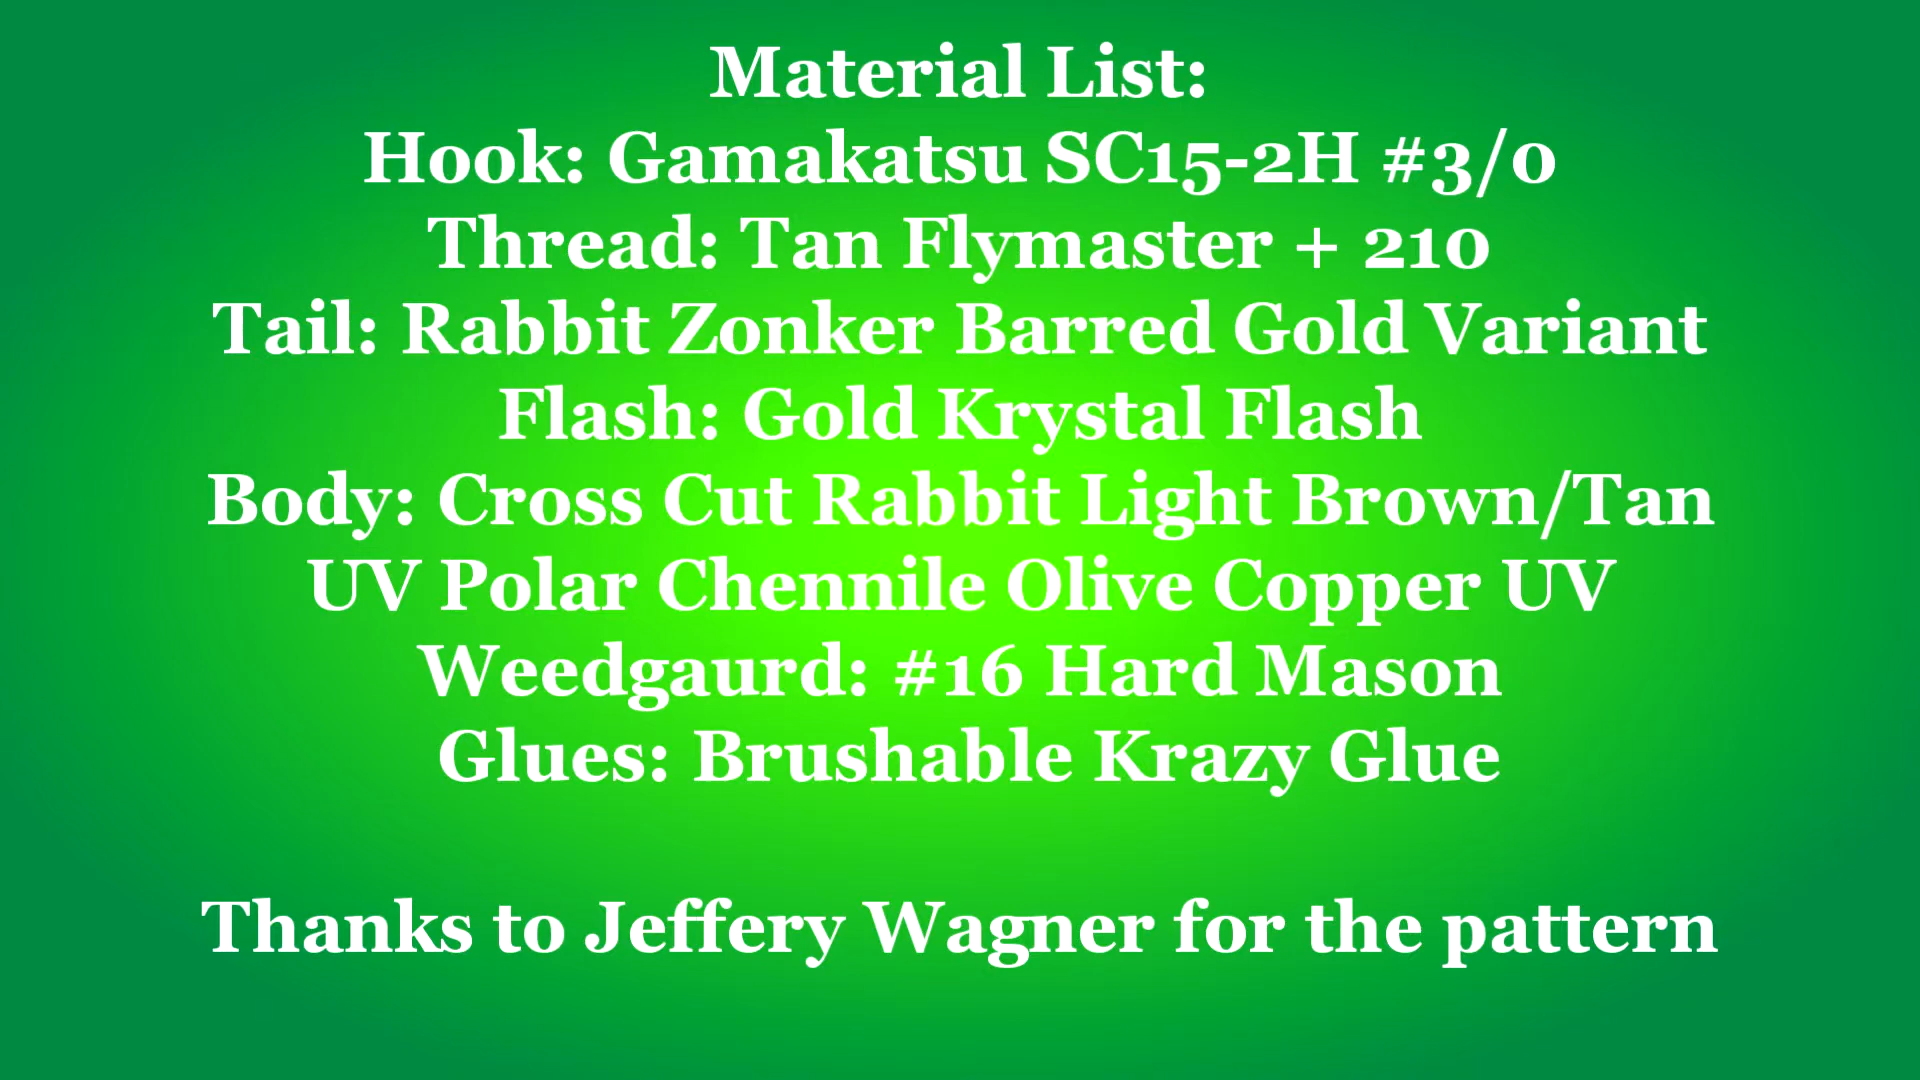 Material List:
Hook: Gamakatsu SC15-2H #3/0
Thread: Tan Flymaster + 210
Tail: Rabbit Zonker Barred Gold Variant
Flash: Gold Krystal Flash
Body: Cross Cut Rabbit Light Brown/Tan
UV Polar Chennile Olive Copper UV
Weedgaurd: #16 Hard Mason
Glues: Brushable Krazy Glue
Thanks to Jeffery Wagner for the pattern